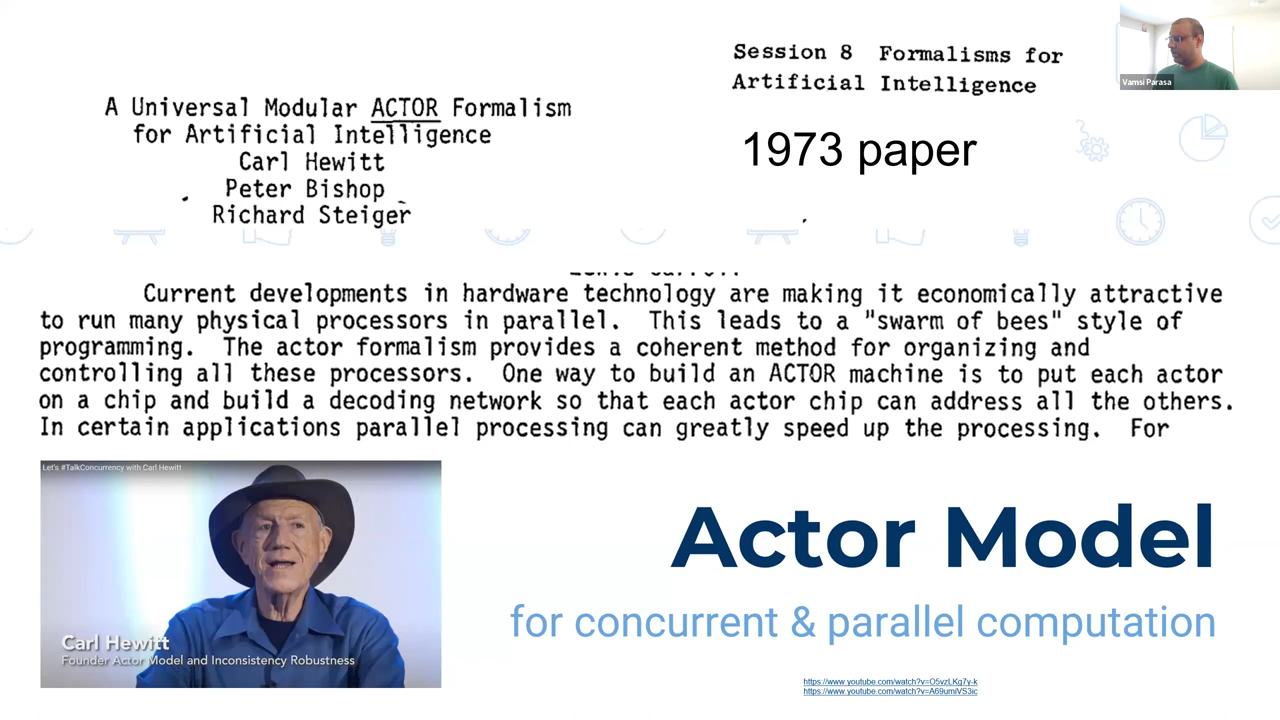 Session 8 Formalisms for
Artificial Intelligence
Vamsi Parasa
A Universal Modular ACTOR Formalism
for Artificial Intelligence
Carl Hewitt
Peter Bishop
Richard Steiger
1973 paper
Current developments in hardware technology are making it economically attractive
to run many physical processors in parallel. This leads to a "swarm of bees" style of
programming. The actor formalism provides a coherent method for organizing and
controlling all these processors. One way to build an ACTOR machine is to put each actor
on a chip and build a decoding network so that each actor chip can address all the others.
In certain applications parallel processing can greatly speed up the processing. For
Let's #TalkConcurrency with Carl Hewitt
Carl Hewitt
Founder Actor Model and Inconsistency Robustness
Actor Model
for concurrent & parallel computation
https://www.youtube.com/watch?v=O5vzLKg7y-k
https://www.youtube.com/watch?v=A69umiVS3ic